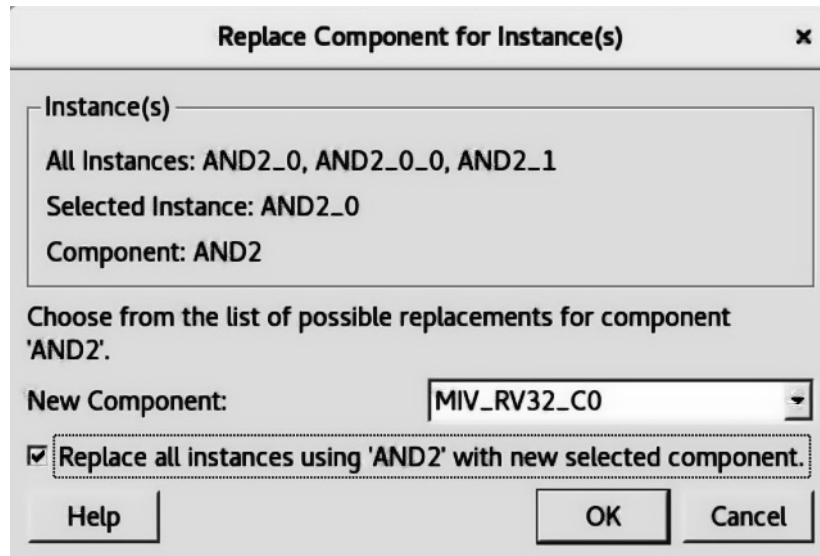 Replace Component for Instance(s)
Instance(s)
All Instances: AND2_0, AND2_0_0, AND2_1
Selected Instance: AND2_0
Component: AND2
Choose from the list of possible replacements for component
'AND2'.
New Component: MIV_RV32_C0
Replace all instances using 'AND2' with new selected component.
Help OK Cancel